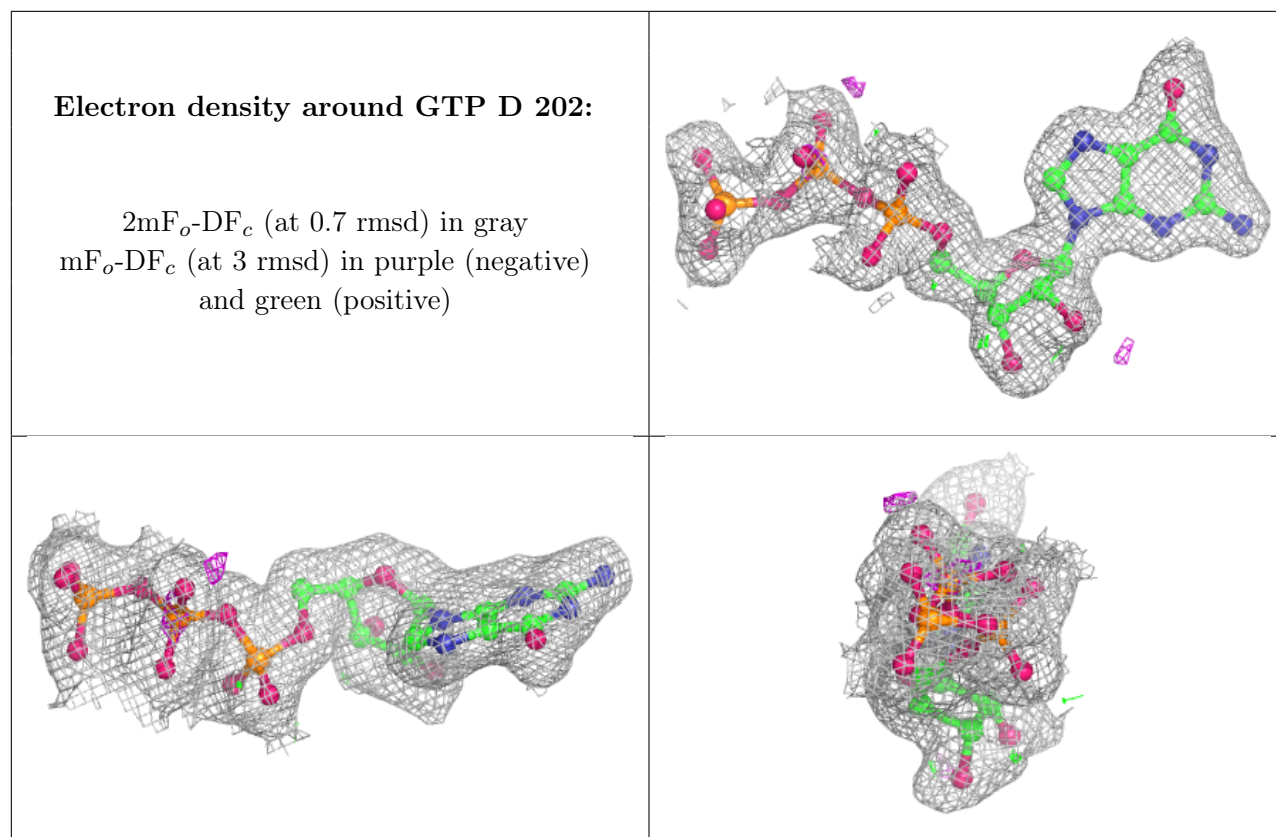 Electron density around GTP D 202:
2mFₒ-DF𝒸 (at 0.7 rmsd) in gray
mFₒ-DF𝒸 (at 3 rmsd) in purple (negative)
and green (positive)